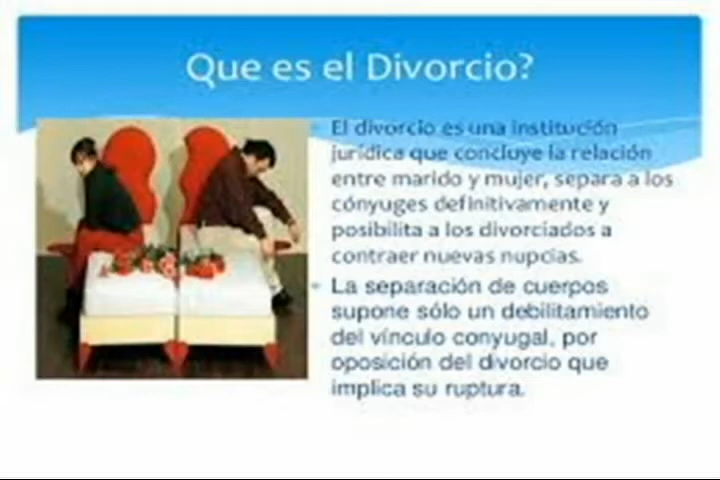 Que es el Divorcio?
El divorcio es una institución
jurídica que concluye la relación
entre marido y mujer, separa a los
cónyuges definitivamente y
posibilita a los divorciados a
contraer nuevas nupcias.
La separación de cuerpos
supone sólo un debilitamiento
del vínculo conyugal, por
oposición del divorcio que
implica su ruptura.